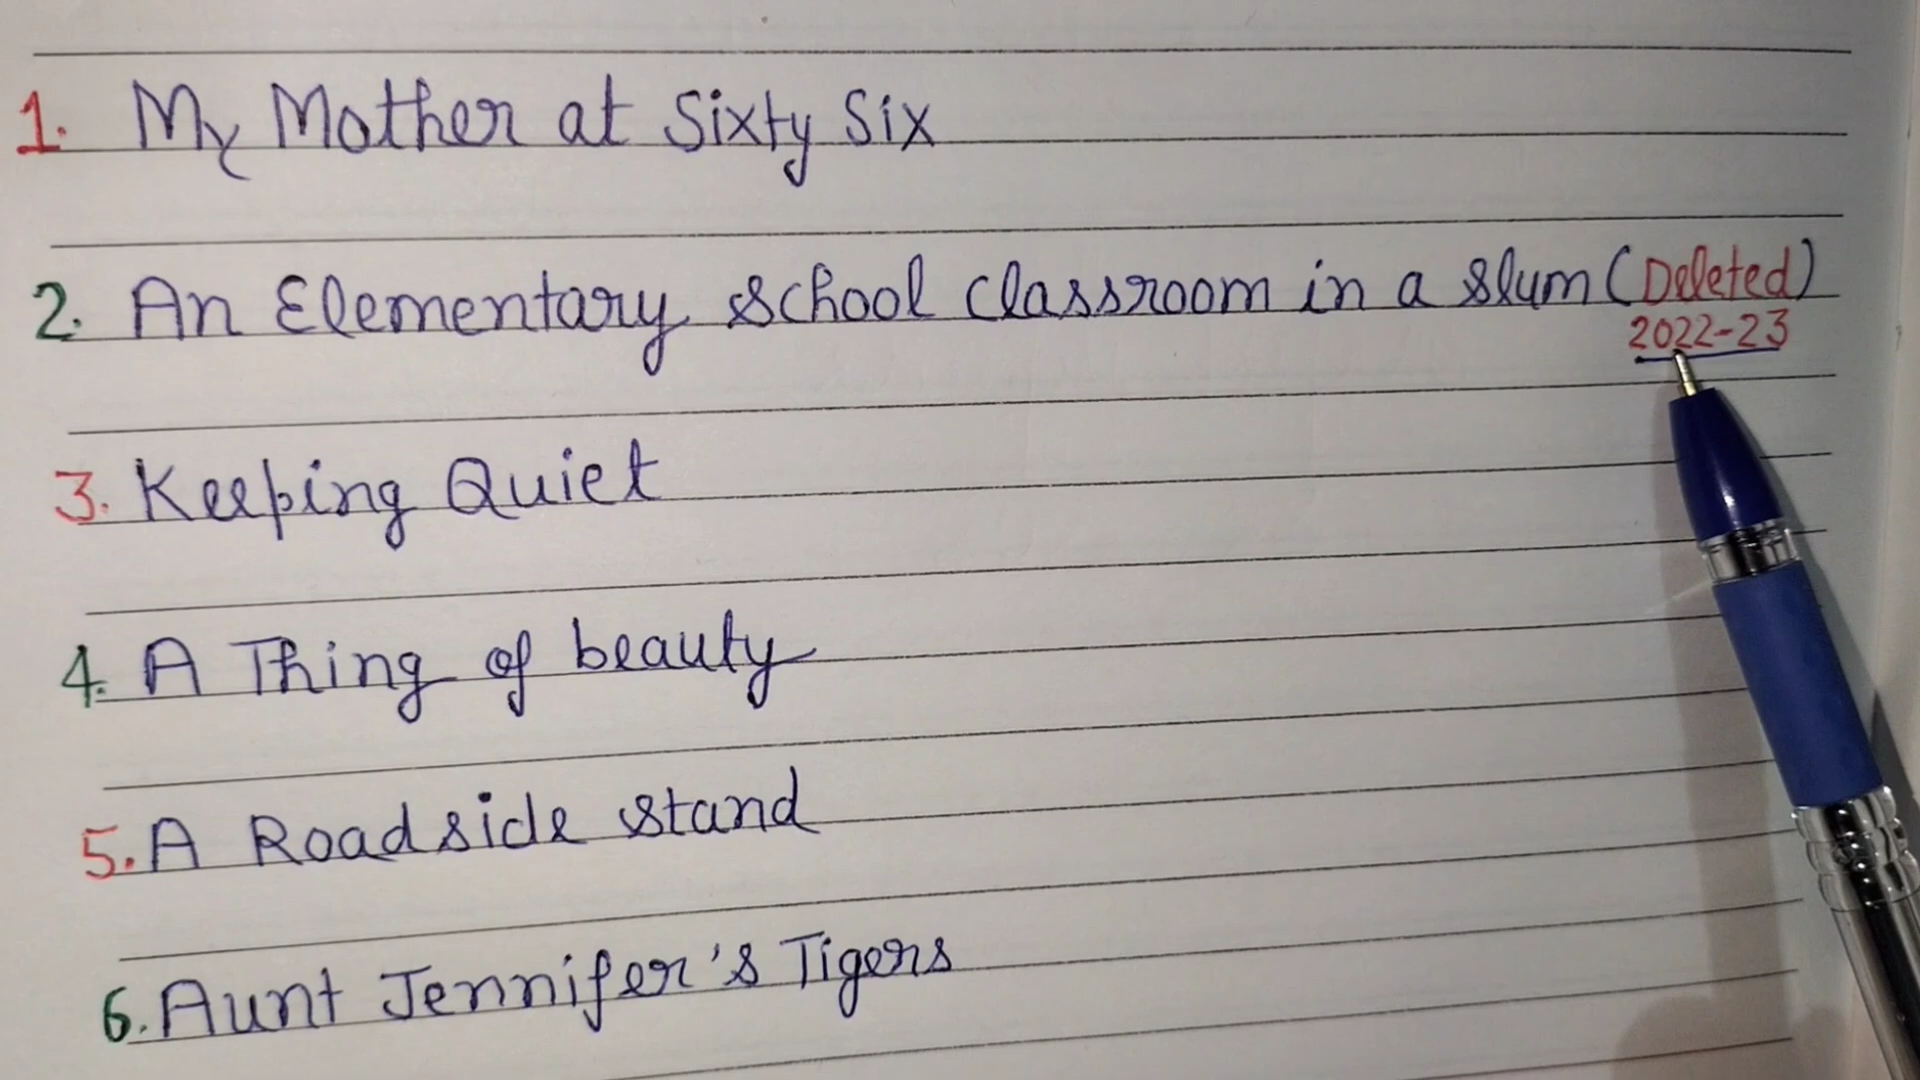 1. My Mother at Sixty Six
2. An Elementary school classroom in a slum (Deleted)
2022-23
3. Keeping Quiet
4. A Thing of beauty
5. A Roadside stand
6. Aunt Jennifer's Tigers